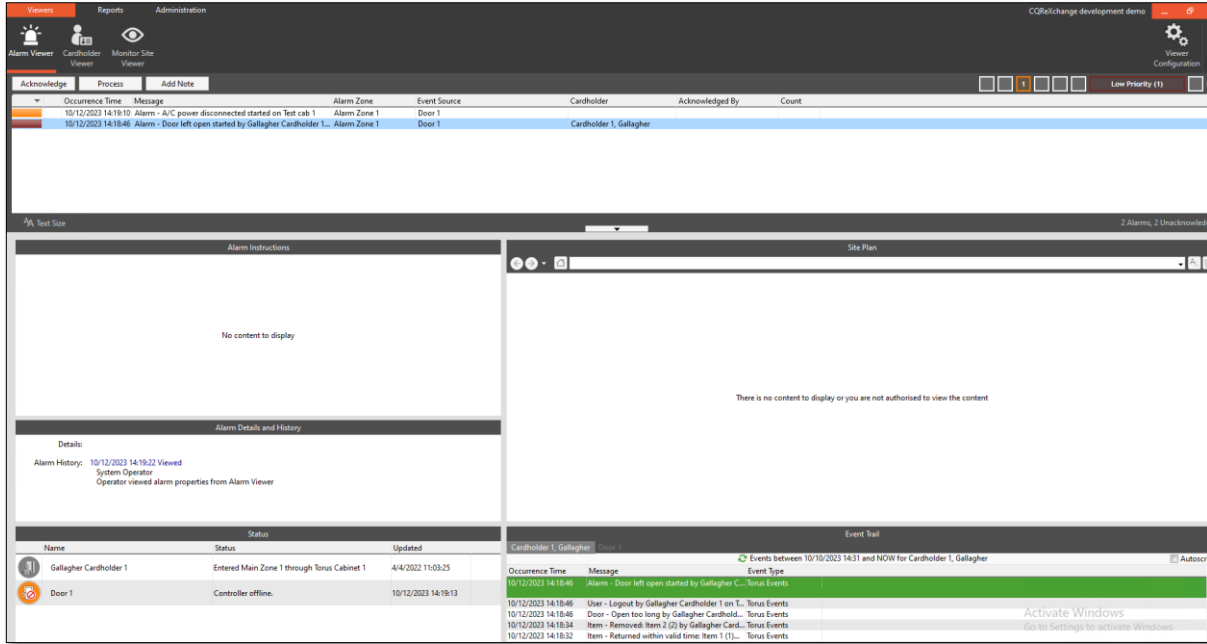 Viewers Reports Administration CQReXchange development demo
Alarm Viewer Cardholder Viewer Monitor Site Viewer Viewer Configuration
Acknowledge Process Add Note 1 Low Priority (1)
Occurrence Time Message Alarm Zone Event Source Cardholder Acknowledged By Count
10/12/2023 14:19:10 Alarm - A/C power disconnected started on Test cab 1 Alarm Zone 1 Door 1
10/12/2023 14:18:46 Alarm - Door left open started by Gallagher Cardholder 1... Alarm Zone 1 Door 1 Cardholder 1, Gallagher
AA Text Size 2 Alarms, 2 Unacknowled
Alarm Instructions
No content to display
Site Plan
There is no content to display or you are not authorised to view the content
Alarm Details and History
Details:
Alarm History: 10/12/2023 14:19:22 Viewed
System Operator
Operator viewed alarm properties from Alarm Viewer
Status
Name Status Updated
Gallagher Cardholder 1 Entered Main Zone 1 through Torus Cabinet 1 4/4/2022 11:03:25
Door 1 Controller offline. 10/12/2023 14:19:13
Event Trail
Cardholder 1, Gallagher Door 1
Events between 10/10/2023 14:31 and NOW for Cardholder 1, Gallagher Autoscr
Occurrence Time Message Event Type
10/12/2023 14:18:46 Alarm - Door left open started by Gallagher C... Torus Events
10/12/2023 14:18:46 User - Logout by Gallagher Cardholder 1 on T... Torus Events
10/12/2023 14:18:46 Door - Open too long by Gallagher Cardhold... Torus Events
10/12/2023 14:18:34 Item - Removed: Item 2 (2) by Gallagher Card... Torus Events
10/12/2023 14:18:32 Item - Returned within valid time: Item 1 (1)... Torus Events
Activate Windows
Go to Settings to activate Windows.